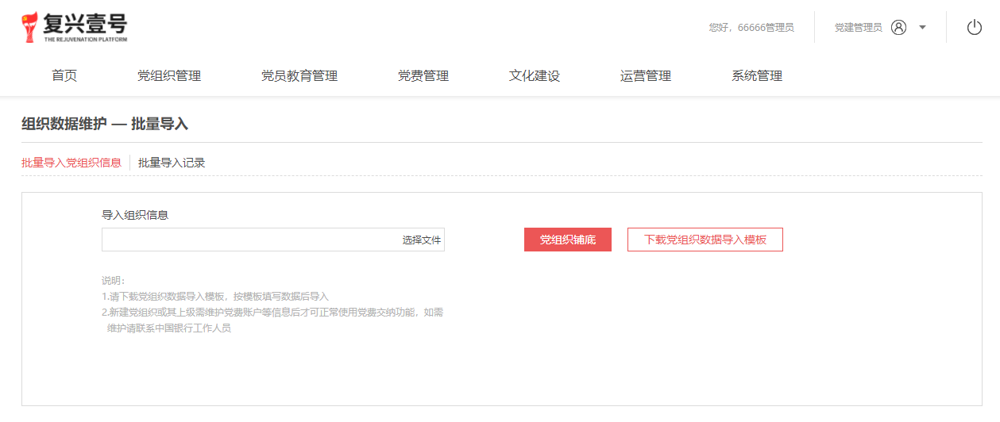 复兴壹号
THE REJUVENATION PLATFORM
您好，66666管理员
党建管理员
首页
党组织管理
党员教育管理
党费管理
文化建设
运营管理
系统管理
组织数据维护 — 批量导入
批量导入党组织信息
批量导入记录
导入组织信息
选择文件
党组织铺底
下载党组织数据导入模板
说明：
1.请下载党组织数据导入模板，按模板填写数据后导入
2.新建党组织或其上级需维护党费账户等信息后才可正常使用党费交纳功能，如需
维护请联系中国银行工作人员